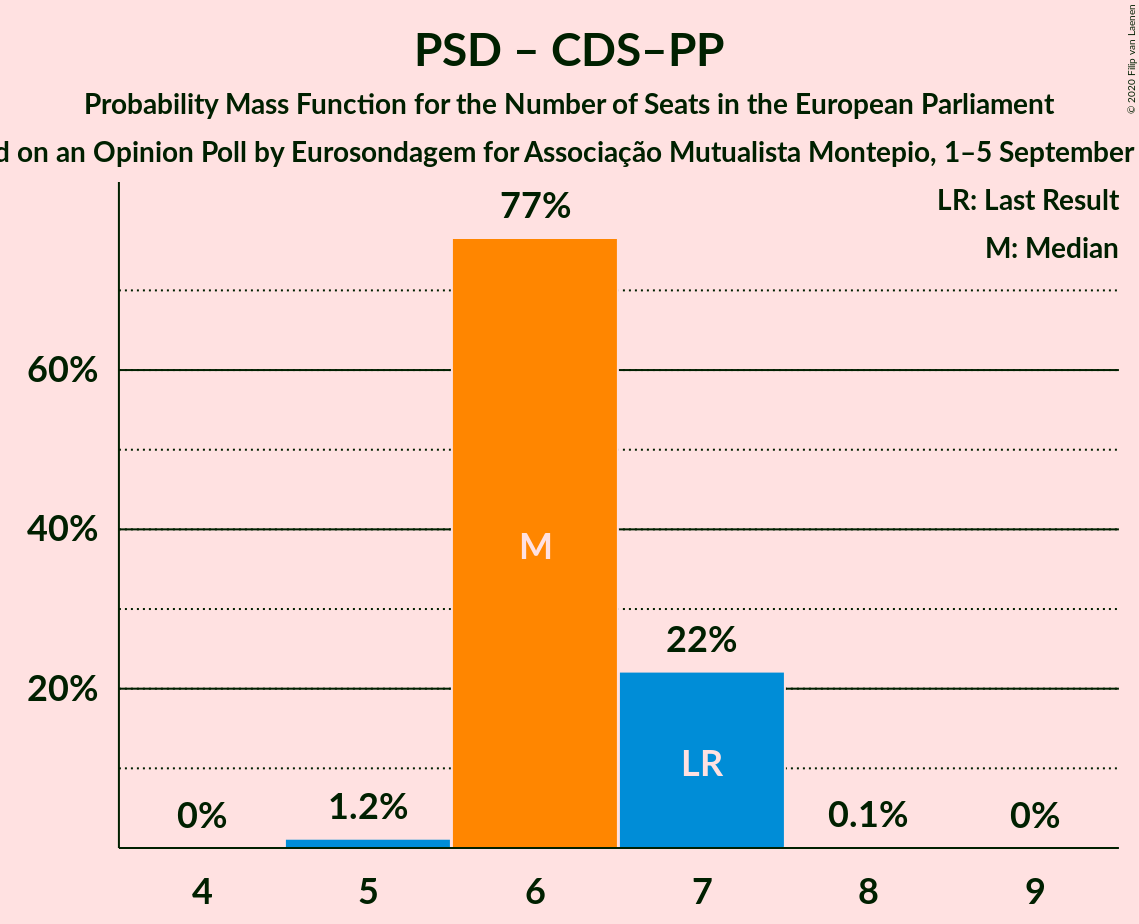 PSD – CDS–PP
Probability Mass Function for the Number of Seats in the European Parliament
on an Opinion Poll by Eurosondagem for Associação Mutualista Montepio, 1–5 September
© 2020 Filip van Laenen
LR: Last Result
M: Median
77%
60%
M
40%
22%
20%
LR
1.2%
0%
0.1%
0%
4 5 6 7 8 9